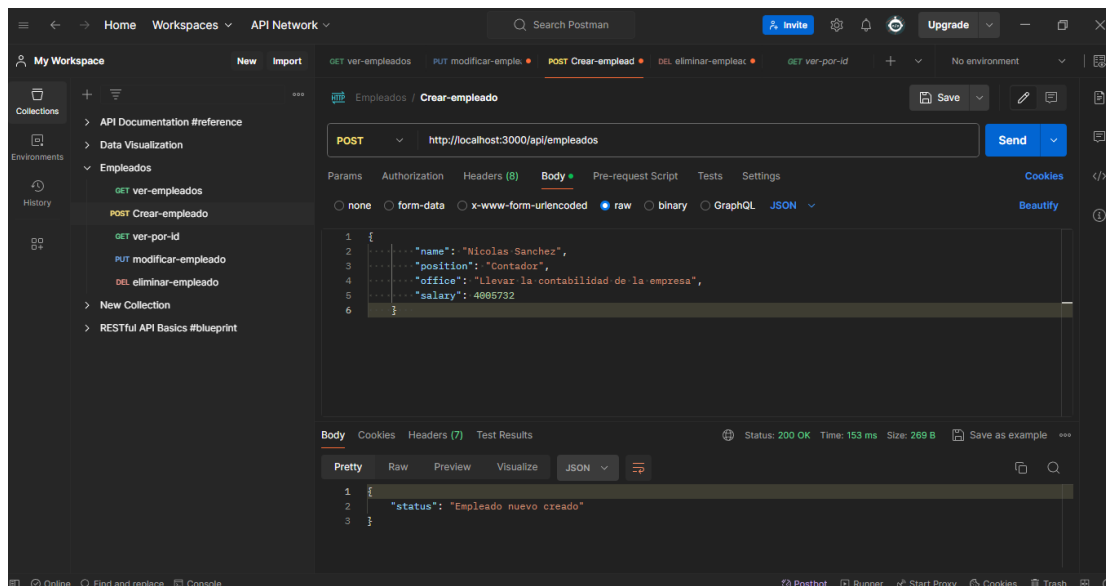 Home Workspaces API Network Search Postman Invite Upgrade
My Workspace New Import GET ver-empleados PUT modificar-emple POST Crear-emplead DEL eliminar-empleac GET ver-por-id No environment
Collections
Environments
History
API Documentation #reference
Data Visualization
Empleados
GET ver-empleados
POST Crear-empleado
GET ver-por-id
PUT modificar-empleado
DEL eliminar-empleado
New Collection
RESTful API Basics #blueprint
HTTP Empleados / Crear-empleado Save
POST http://localhost:3000/api/empleados Send
Params Authorization Headers (8) Body Pre-request Script Tests Settings Cookies
none form-data x-www-form-urlencoded raw binary GraphQL JSON Beautify
1 {
2 "name": "Nicolas Sanchez",
3 "position": "Contador",
4 "office": "Llevar la contabilidad de la empresa",
5 "salary": 4005732
6 }
Body Cookies Headers (7) Test Results Status: 200 OK Time: 153 ms Size: 269 B Save as example
Pretty Raw Preview Visualize JSON
1 {
2 "status": "Empleado nuevo creado"
3 }
Online Find and replace Console Postbot Runner Start Proxy Cookies Trash